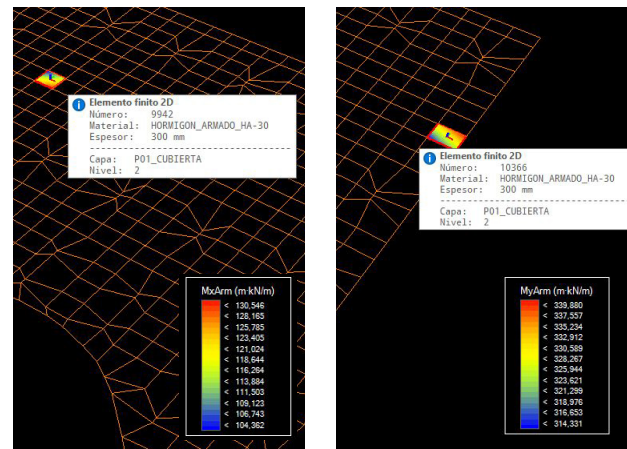 Elemento finito 2D
Número: 9942
Material: HORMIGON_ARMADO_HA-30
Espesor: 300 mm
Capa: P01_CUBIERTA
Nivel: 2
MxArm (m·kN/m)
< 130,546
< 128,165
< 125,785
< 123,405
< 121,024
< 118,644
< 116,264
< 113,884
< 111,503
< 109,123
< 106,743
< 104,362
Elemento finito 2D
Número: 10366
Material: HORMIGON_ARMADO_HA-30
Espesor: 300 mm
Capa: P01_CUBIERTA
Nivel: 2
MyArm (m·kN/m)
< 339,880
< 337,557
< 335,234
< 332,912
< 330,589
< 328,267
< 325,944
< 323,621
< 321,299
< 318,976
< 316,653
< 314,331